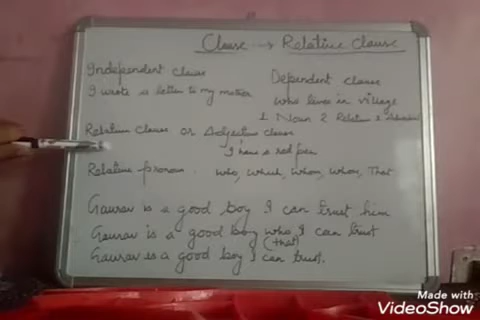 Clause → Relative Clause
Independent clause
I wrote a letter to my mother
Dependent clause
who lives in village
1 Noun 2 Relative 3
Relative Clause or Adjective clause
I have a red pen
Relative pronoun . who, which, whom, whose, That
Gaurav is a good boy I can trust him
Gaurav is a good boy who I can trust
(that)
Gaurav is a good boy I can trust.
Made with
VideoShow